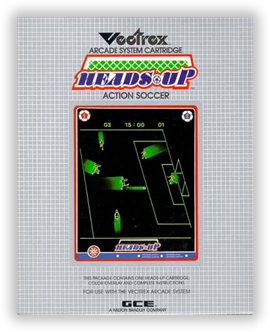 Vectrex
ARCADE SYSTEM CARTRIDGE
HEADS-UP
ACTION SOCCER
03 15:00 01
HEADS-UP
THIS PACKAGE CONTAINS ONE HEADS-UP CARTRIDGE,
COLOR OVERLAY AND COMPLETE INSTRUCTIONS
FOR USE WITH THE VECTREX ARCADE SYSTEM
GCE
A MILTON BRADLEY COMPANY